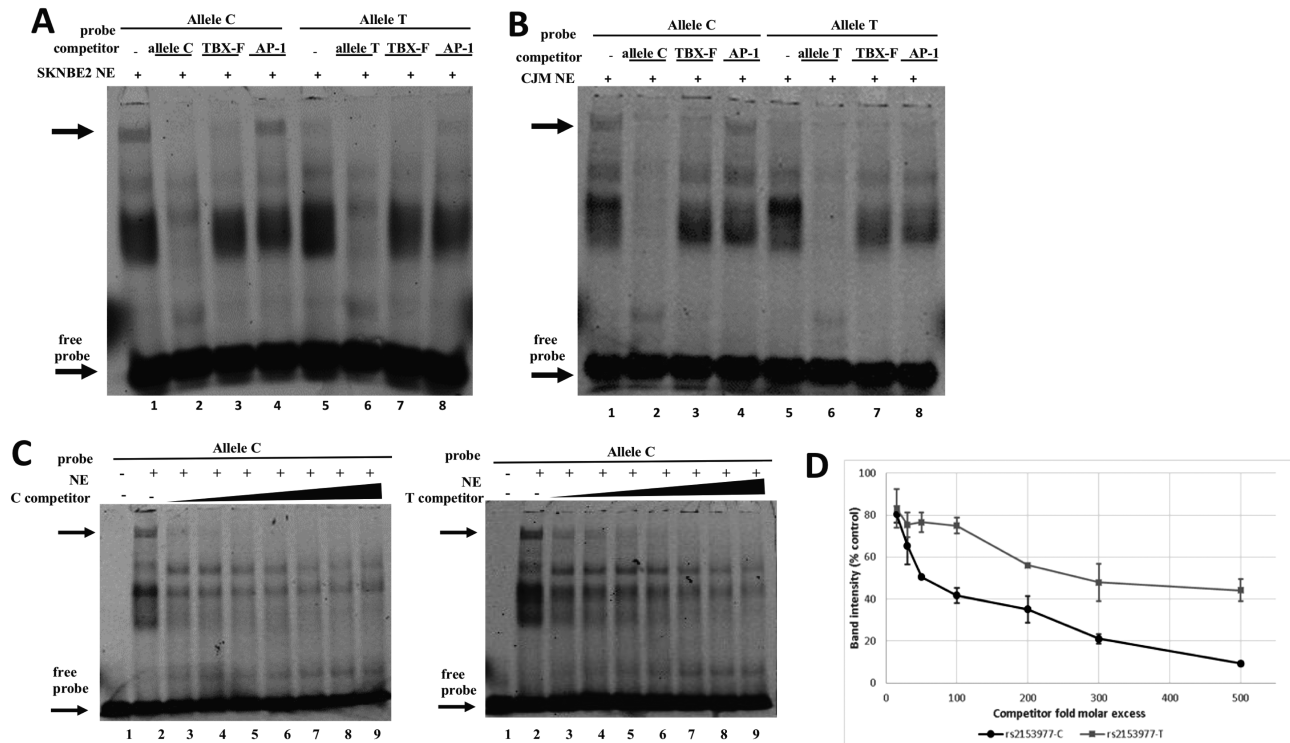 A
Allele C Allele T
probe
competitor - allele C TBX-F AP-1 - allele T TBX-F AP-1
SKNBE2 NE + + + + + + + +
free
probe
1 2 3 4 5 6 7 8
B
Allele C Allele T
probe
competitor - allele C TBX-F AP-1 - allele T TBX-F AP-1
CJM NE + + + + + + + +
free
probe
1 2 3 4 5 6 7 8
C
Allele C
probe
NE - + + + + + + + +
C competitor - -
free
probe
1 2 3 4 5 6 7 8 9
Allele C
probe
NE - + + + + + + + +
T competitor - -
free
probe
1 2 3 4 5 6 7 8 9
D
Band intensity (% control)
100
80
60
40
20
0
0 100 200 300 400 500
Competitor fold molar excess
rs2153977-C rs2153977-T